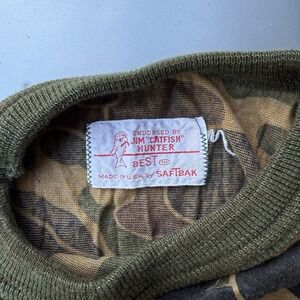 ENDORSED BY
JIM "CATFISH"
HUNTER
BEST
MADE IN U.S.A. by SAFTBAK